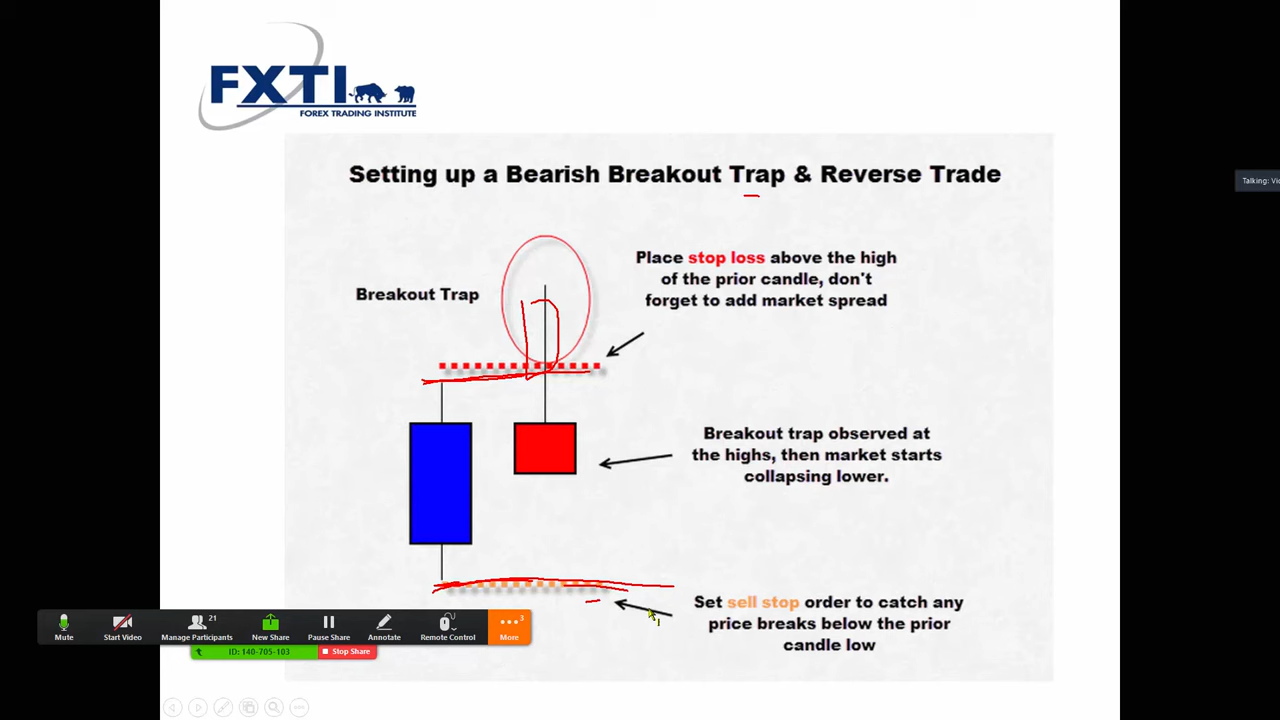 FXTI
FOREX TRADING INSTITUTE
Setting up a Bearish Breakout Trap & Reverse Trade
Talking:
Place stop loss above the high
of the prior candle, don't
forget to add market spread
Breakout Trap
Breakout trap observed at
the highs, then market starts
collapsing lower.
Set sell stop order to catch any
price breaks below the prior
candle low
21
3
Mute
Start Video
Manage Participants
New Share
Pause Share
Annotate
Remote Control
More
ID: 140-705-103
Stop Share